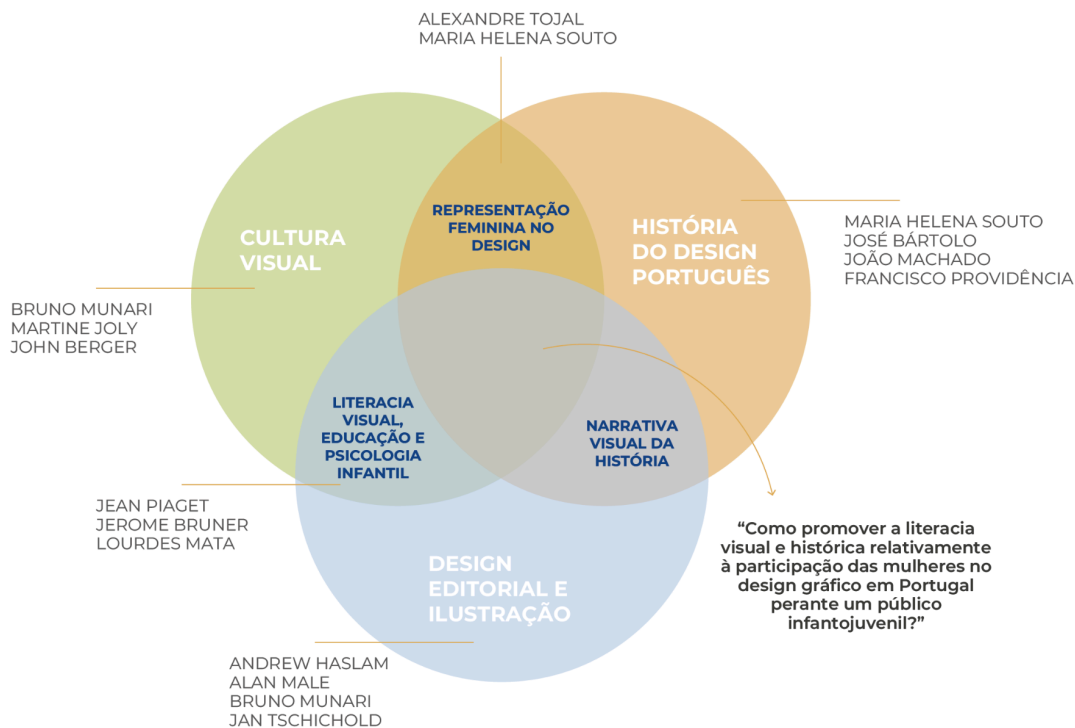 ALEXANDRE TOJAL
MARIA HELENA SOUTO
REPRESENTAÇÃO
FEMININA NO
DESIGN
CULTURA
VISUAL
HISTÓRIA
DO DESIGN
PORTUGUÊS
MARIA HELENA SOUTO
JOSÉ BÁRTOLO
JOÃO MACHADO
FRANCISCO PROVIDÊNCIA
BRUNO MUNARI
MARTINE JOLY
JOHN BERGER
LITERACIA
VISUAL,
EDUCAÇÃO E
PSICOLOGIA
INFANTIL
NARRATIVA
VISUAL DA
HISTÓRIA
JEAN PIAGET
JEROME BRUNER
LOURDES MATA
“Como promover a literacia
visual e histórica relativamente
à participação das mulheres no
design gráfico em Portugal
perante um público
infantojuvenil?”
DESIGN
EDITORIAL E
ILUSTRAÇÃO
ANDREW HASLAM
ALAN MALE
BRUNO MUNARI
JAN TSCHICHOLD